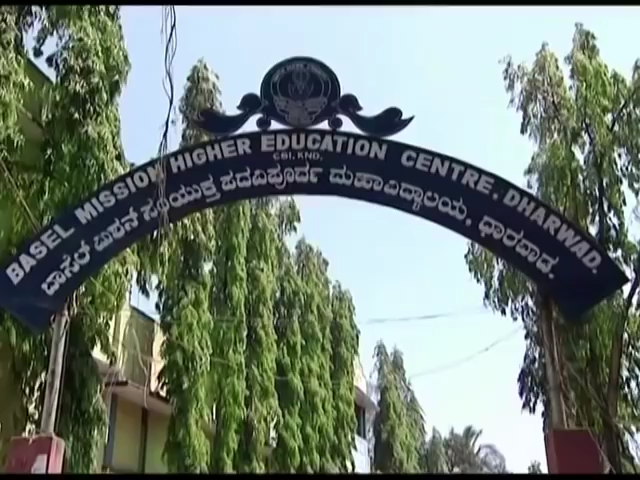 BASEL MISSION HIGHER EDUCATION CENTRE, DHARWAD.
CSI, KND.
ಬಾಸೆಲ ಮಿಶನ ಸಂಯುಕ್ತ ಪದವಿಪೂರ್ವ ಮಹಾವಿದ್ಯಾಲಯ, ಧಾರವಾಡ.